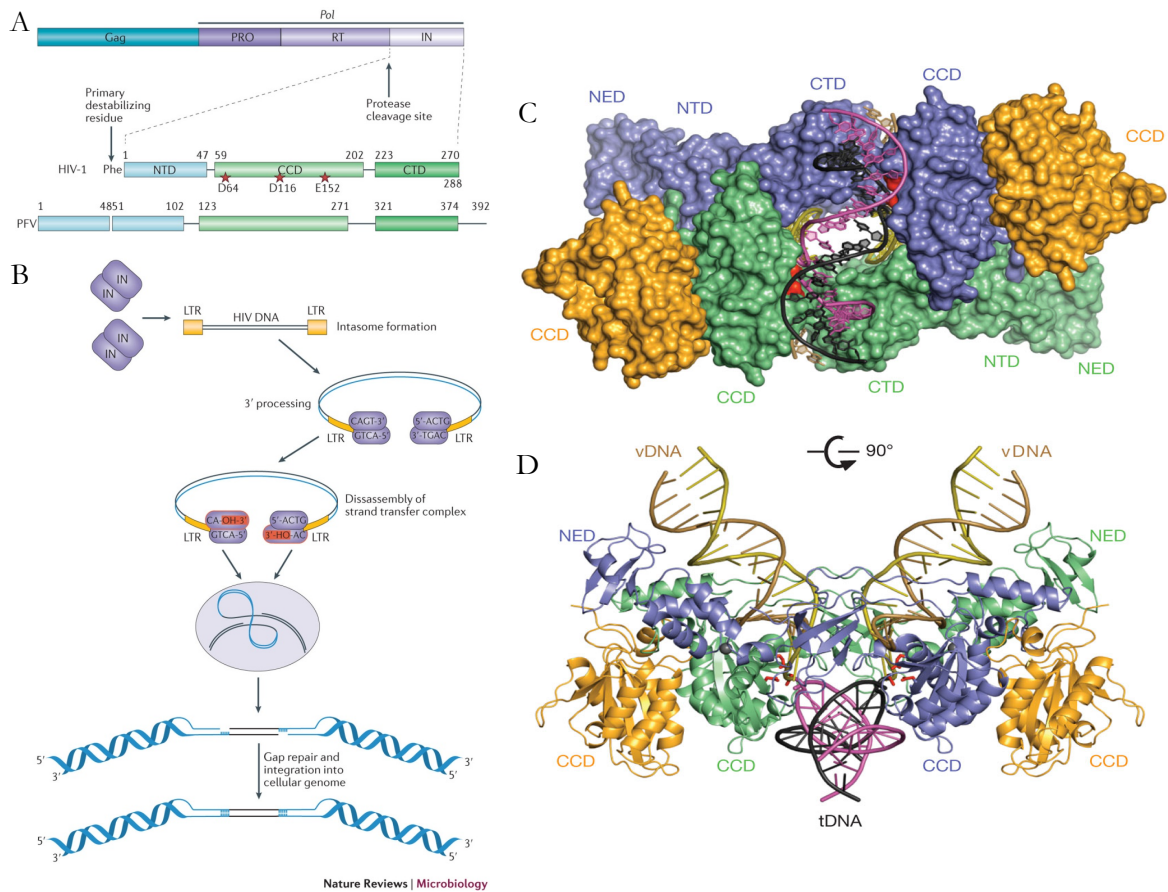 A
Pol
Gag
PRO
RT
IN
Primary
destabilizing
residue
Protease
cleavage site
1
47
59
202
223
270
HIV-1
Phe
NTD
CCD
CTD
D64
D116
E152
288
1
48
51
102
123
271
321
374
392
PFV
B
IN
IN
IN
IN
LTR
HIV DNA
LTR
Intasome formation
3′ processing
CAGT-3′
GTCA-5′
5′-ACTG
3′-TGAC
LTR
LTR
Dissassembly of
strand transfer complex
CA-OH-3′
GTCA-5′
5′-ACTG
3′-HO-AC
LTR
LTR
5′
3′
3′
5′
Gap repair and
integration into
cellular genome
5′
3′
3′
5′
Nature Reviews | Microbiology
C
NED
NTD
CTD
CCD
CCD
CCD
CCD
CTD
NTD
NED
D
90°
vDNA
vDNA
NED
NED
CCD
CCD
CCD
CCD
tDNA